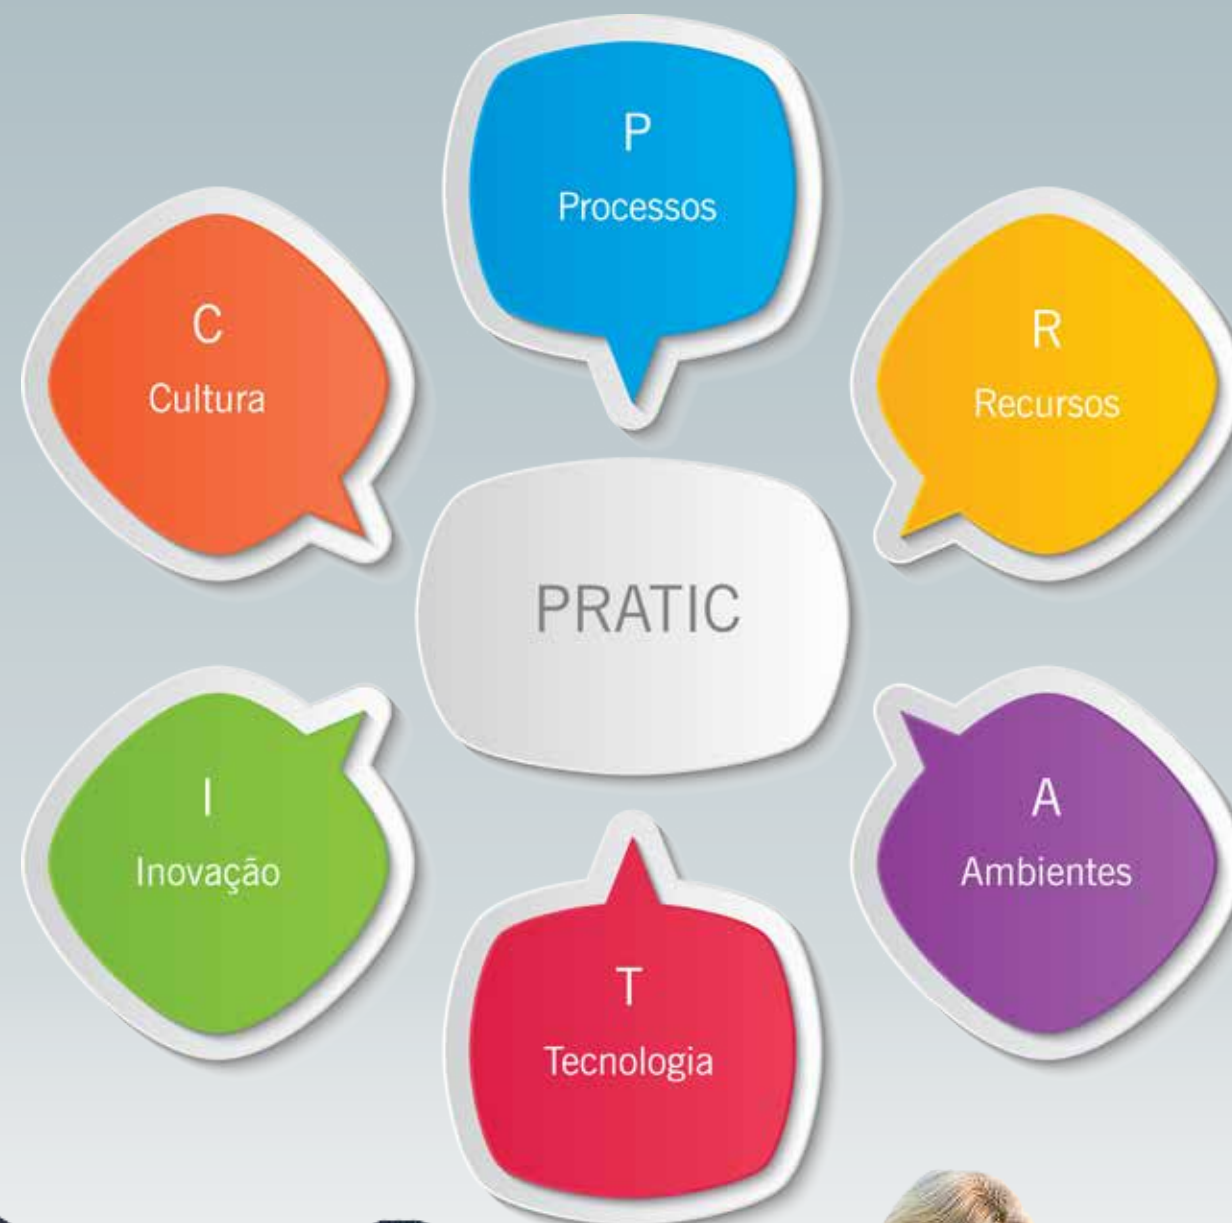 P
Processos
C
Cultura
R
Recursos
PRATIC
I
Inovação
A
Ambientes
T
Tecnologia